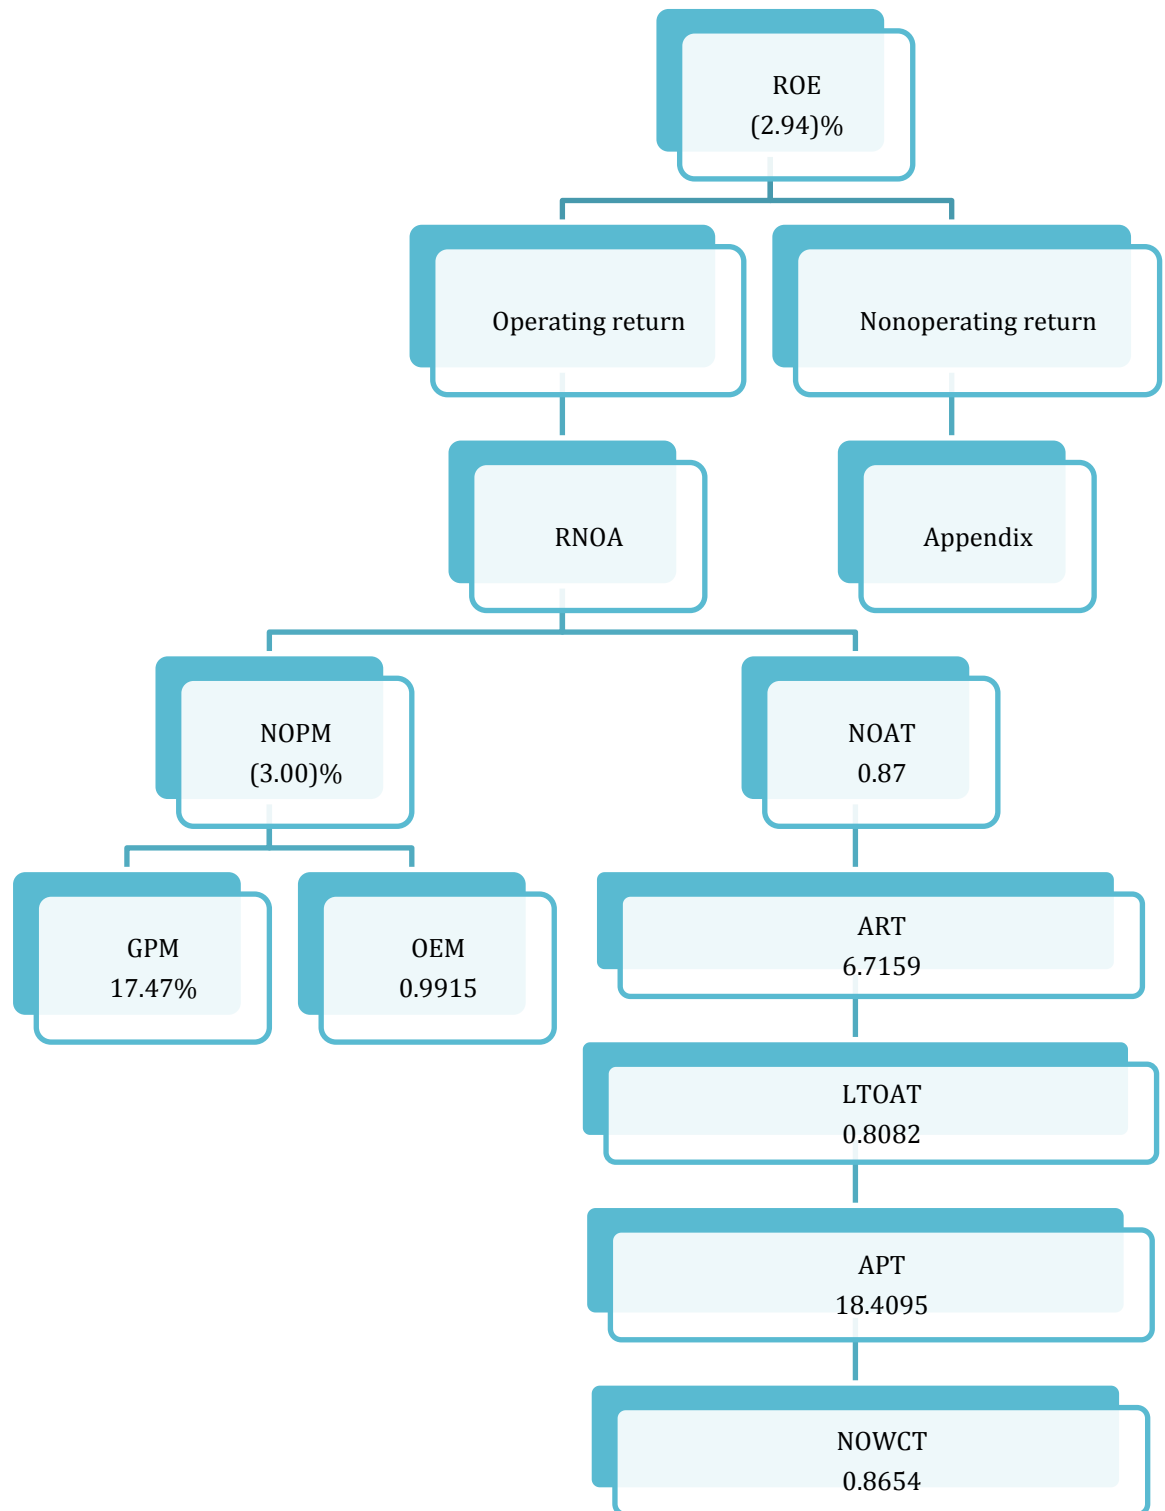 ROE
(2.94)%
Operating return
Nonoperating return
RNOA
Appendix
NOPM
(3.00)%
NOAT
0.87
GPM
17.47%
OEM
0.9915
ART
6.7159
LTOAT
0.8082
APT
18.4095
NOWCT
0.8654